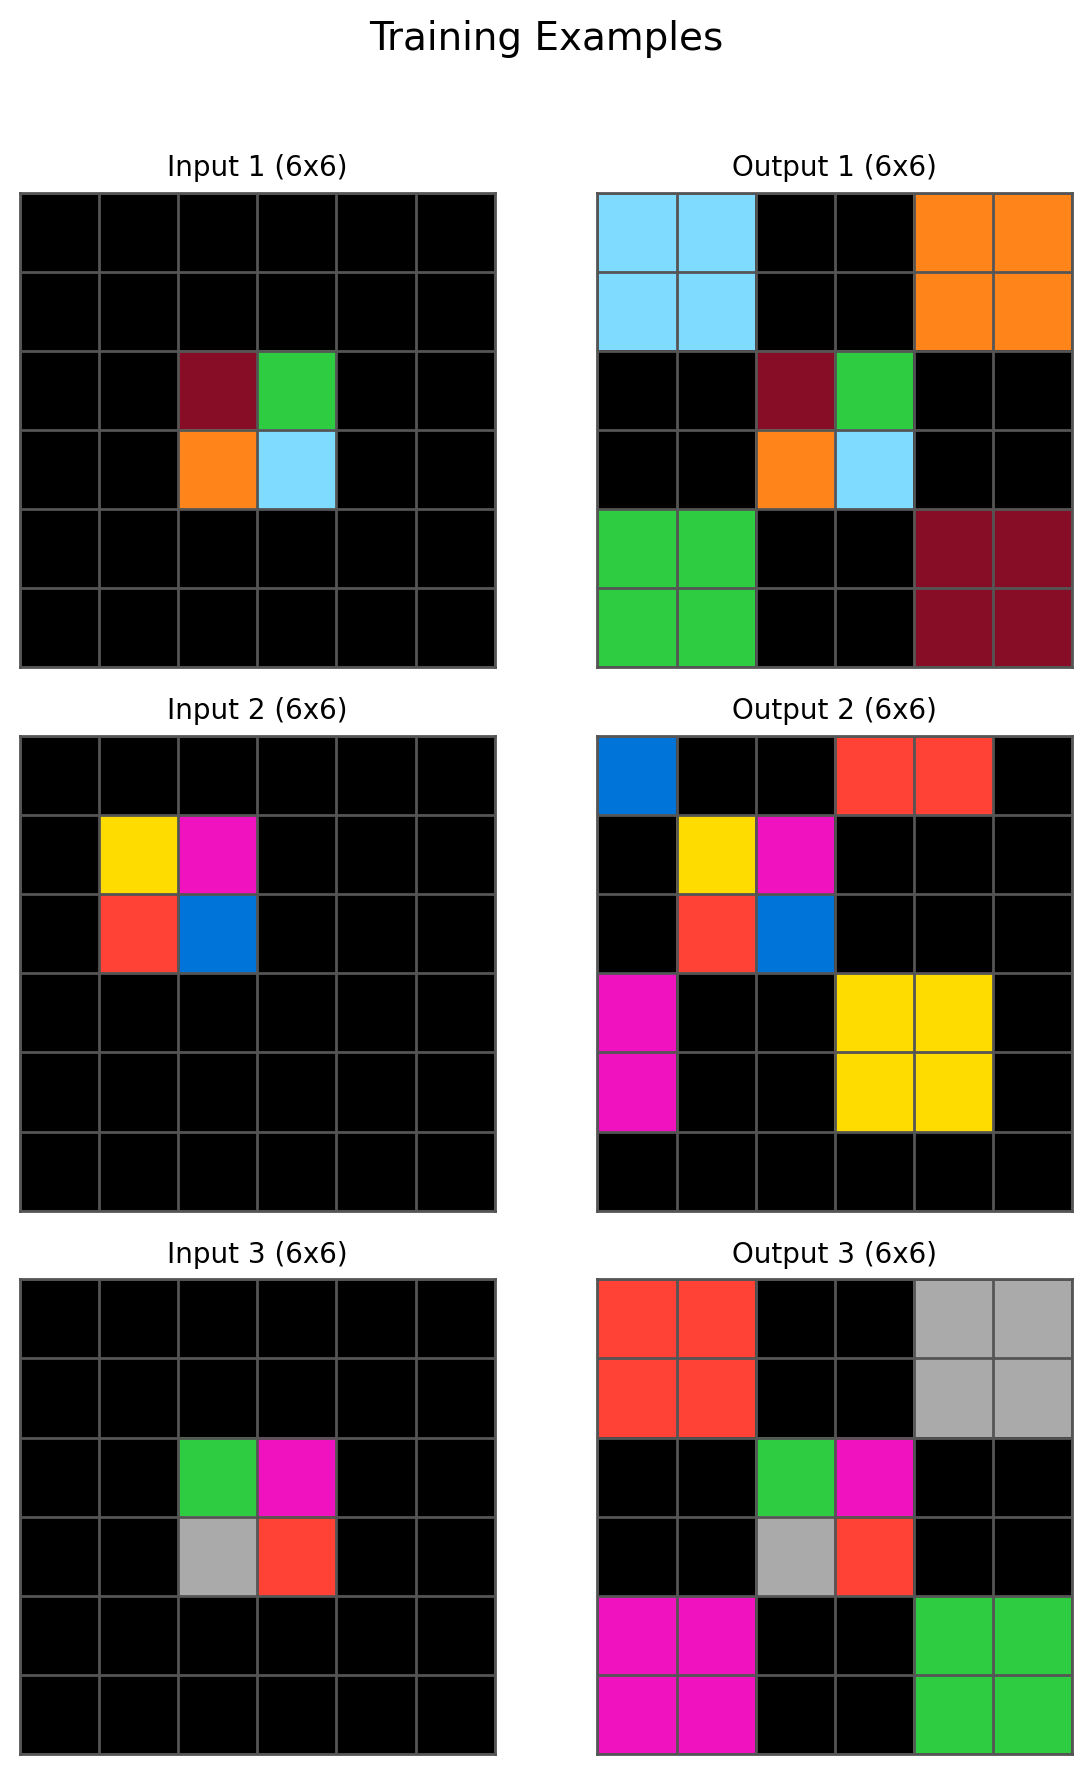 Training Examples
Input 1 (6x6)
Output 1 (6x6)
Input 2 (6x6)
Output 2 (6x6)
Input 3 (6x6)
Output 3 (6x6)